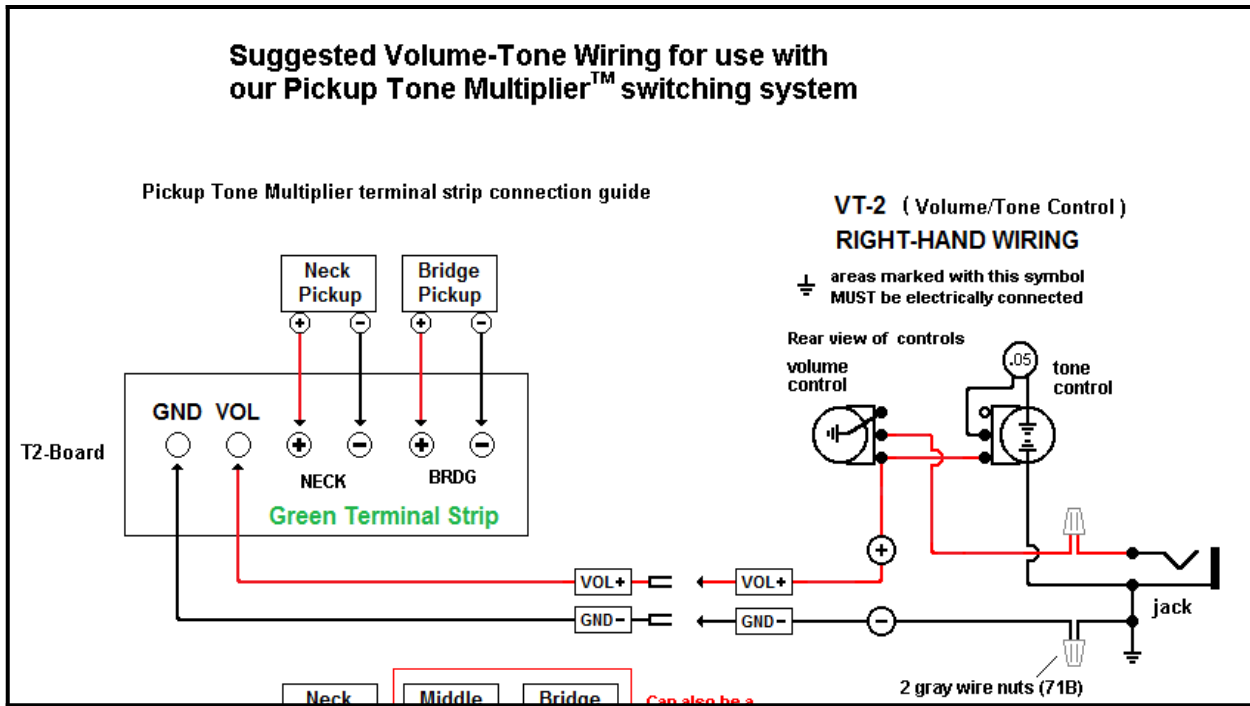 Suggested Volume-Tone Wiring for use with
our Pickup Tone Multiplier™ switching system
Pickup Tone Multiplier terminal strip connection guide
VT-2 ( Volume/Tone Control )
RIGHT-HAND WIRING
areas marked with this symbol
MUST be electrically connected
Neck
Pickup
Bridge
Pickup
+
−
+
−
Rear view of controls
volume
control
.05
tone
control
GND VOL
+
−
+
−
T2-Board
NECK
BRDG
Green Terminal Strip
+
VOL+
VOL+
GND−
GND−
−
jack
2 gray wire nuts (71B)
Neck
Middle
Bridge
Can also be a